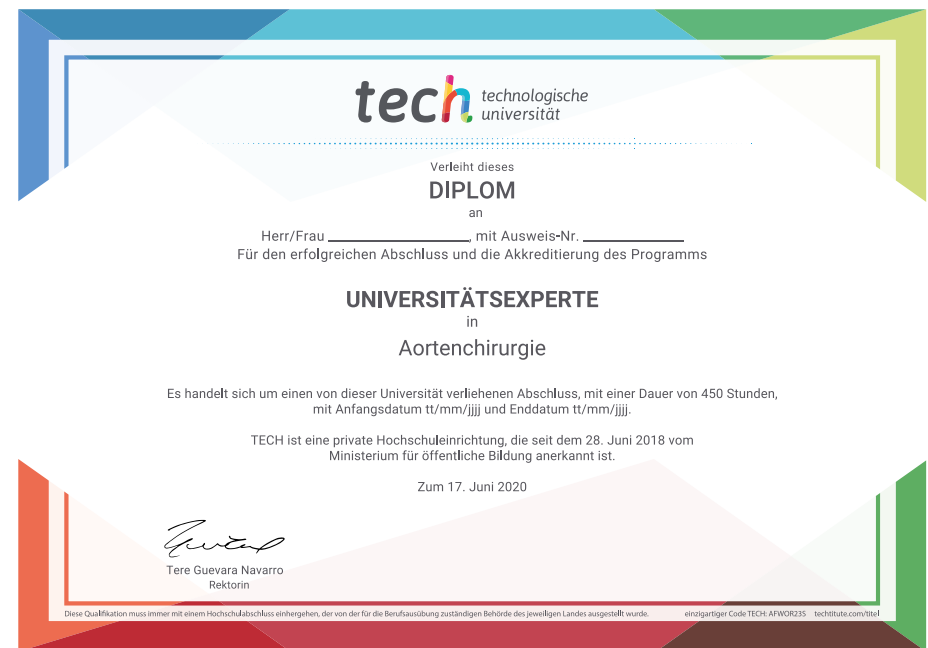 tech technologische
universität
Verleiht dieses
DIPLOM
an
Herr/Frau ____________, mit Ausweis-Nr. ____________
Für den erfolgreichen Abschluss und die Akkreditierung des Programms
UNIVERSITÄTSEXPERTE
in
Aortenchirurgie
Es handelt sich um einen von dieser Universität verliehenen Abschluss, mit einer Dauer von 450 Stunden,
mit Anfangsdatum tt/mm/jjjj und Enddatum tt/mm/jjjj.
TECH ist eine private Hochschuleinrichtung, die seit dem 28. Juni 2018 vom
Ministerium für öffentliche Bildung anerkannt ist.
Zum 17. Juni 2020
Tere Guevara Navarro
Rektorin
Diese Qualifikation muss immer mit einem Hochschulabschluss einhergehen, der von der für die Berufsausübung zuständigen Behörde des jeweiligen Landes ausgestellt wurde. einzigartiger Code TECH: AFWOR23S techtitute.com/titel